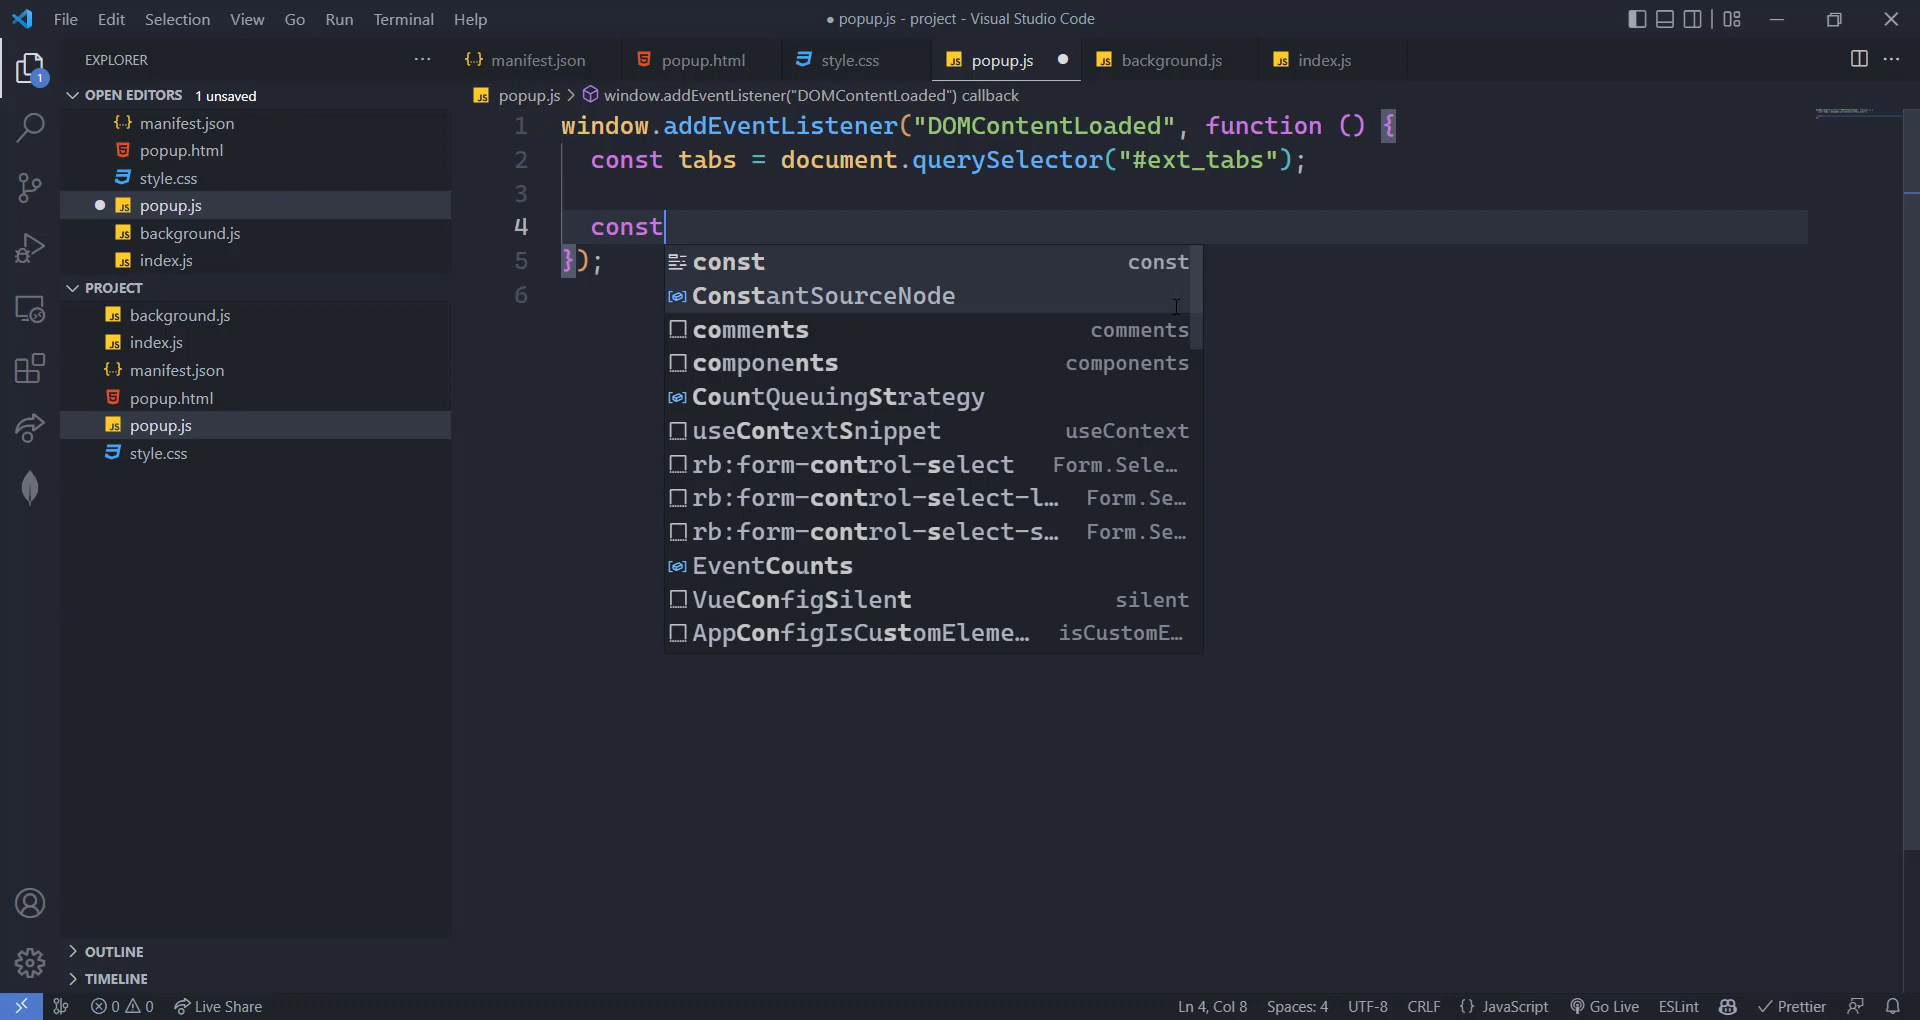 File Edit Selection View Go Run Terminal Help
● popup.js - project - Visual Studio Code
EXPLORER ···
manifest.json popup.html style.css popup.js background.js index.js
OPEN EDITORS 1 unsaved
popup.js > window.addEventListener("DOMContentLoaded") callback
manifest.json
popup.html
style.css
popup.js
background.js
index.js
PROJECT
background.js
index.js
manifest.json
popup.html
popup.js
style.css
OUTLINE
TIMELINE
1 window.addEventListener("DOMContentLoaded", function () {
2 const tabs = document.querySelector("#ext_tabs");
3
4 const
5 });
6
const const
ConstantSourceNode
comments comments
components components
CountQueuingStrategy
useContextSnippet useContext
rb:form-control-select Form.Sele…
rb:form-control-select-l… Form.Se…
rb:form-control-select-s… Form.Se…
EventCounts
VueConfigSilent silent
AppConfigIsCustomEleme… isCustomE…
1
0 0 Live Share
Ln 4, Col 8 Spaces: 4 UTF-8 CRLF {} JavaScript Go Live ESLint Prettier